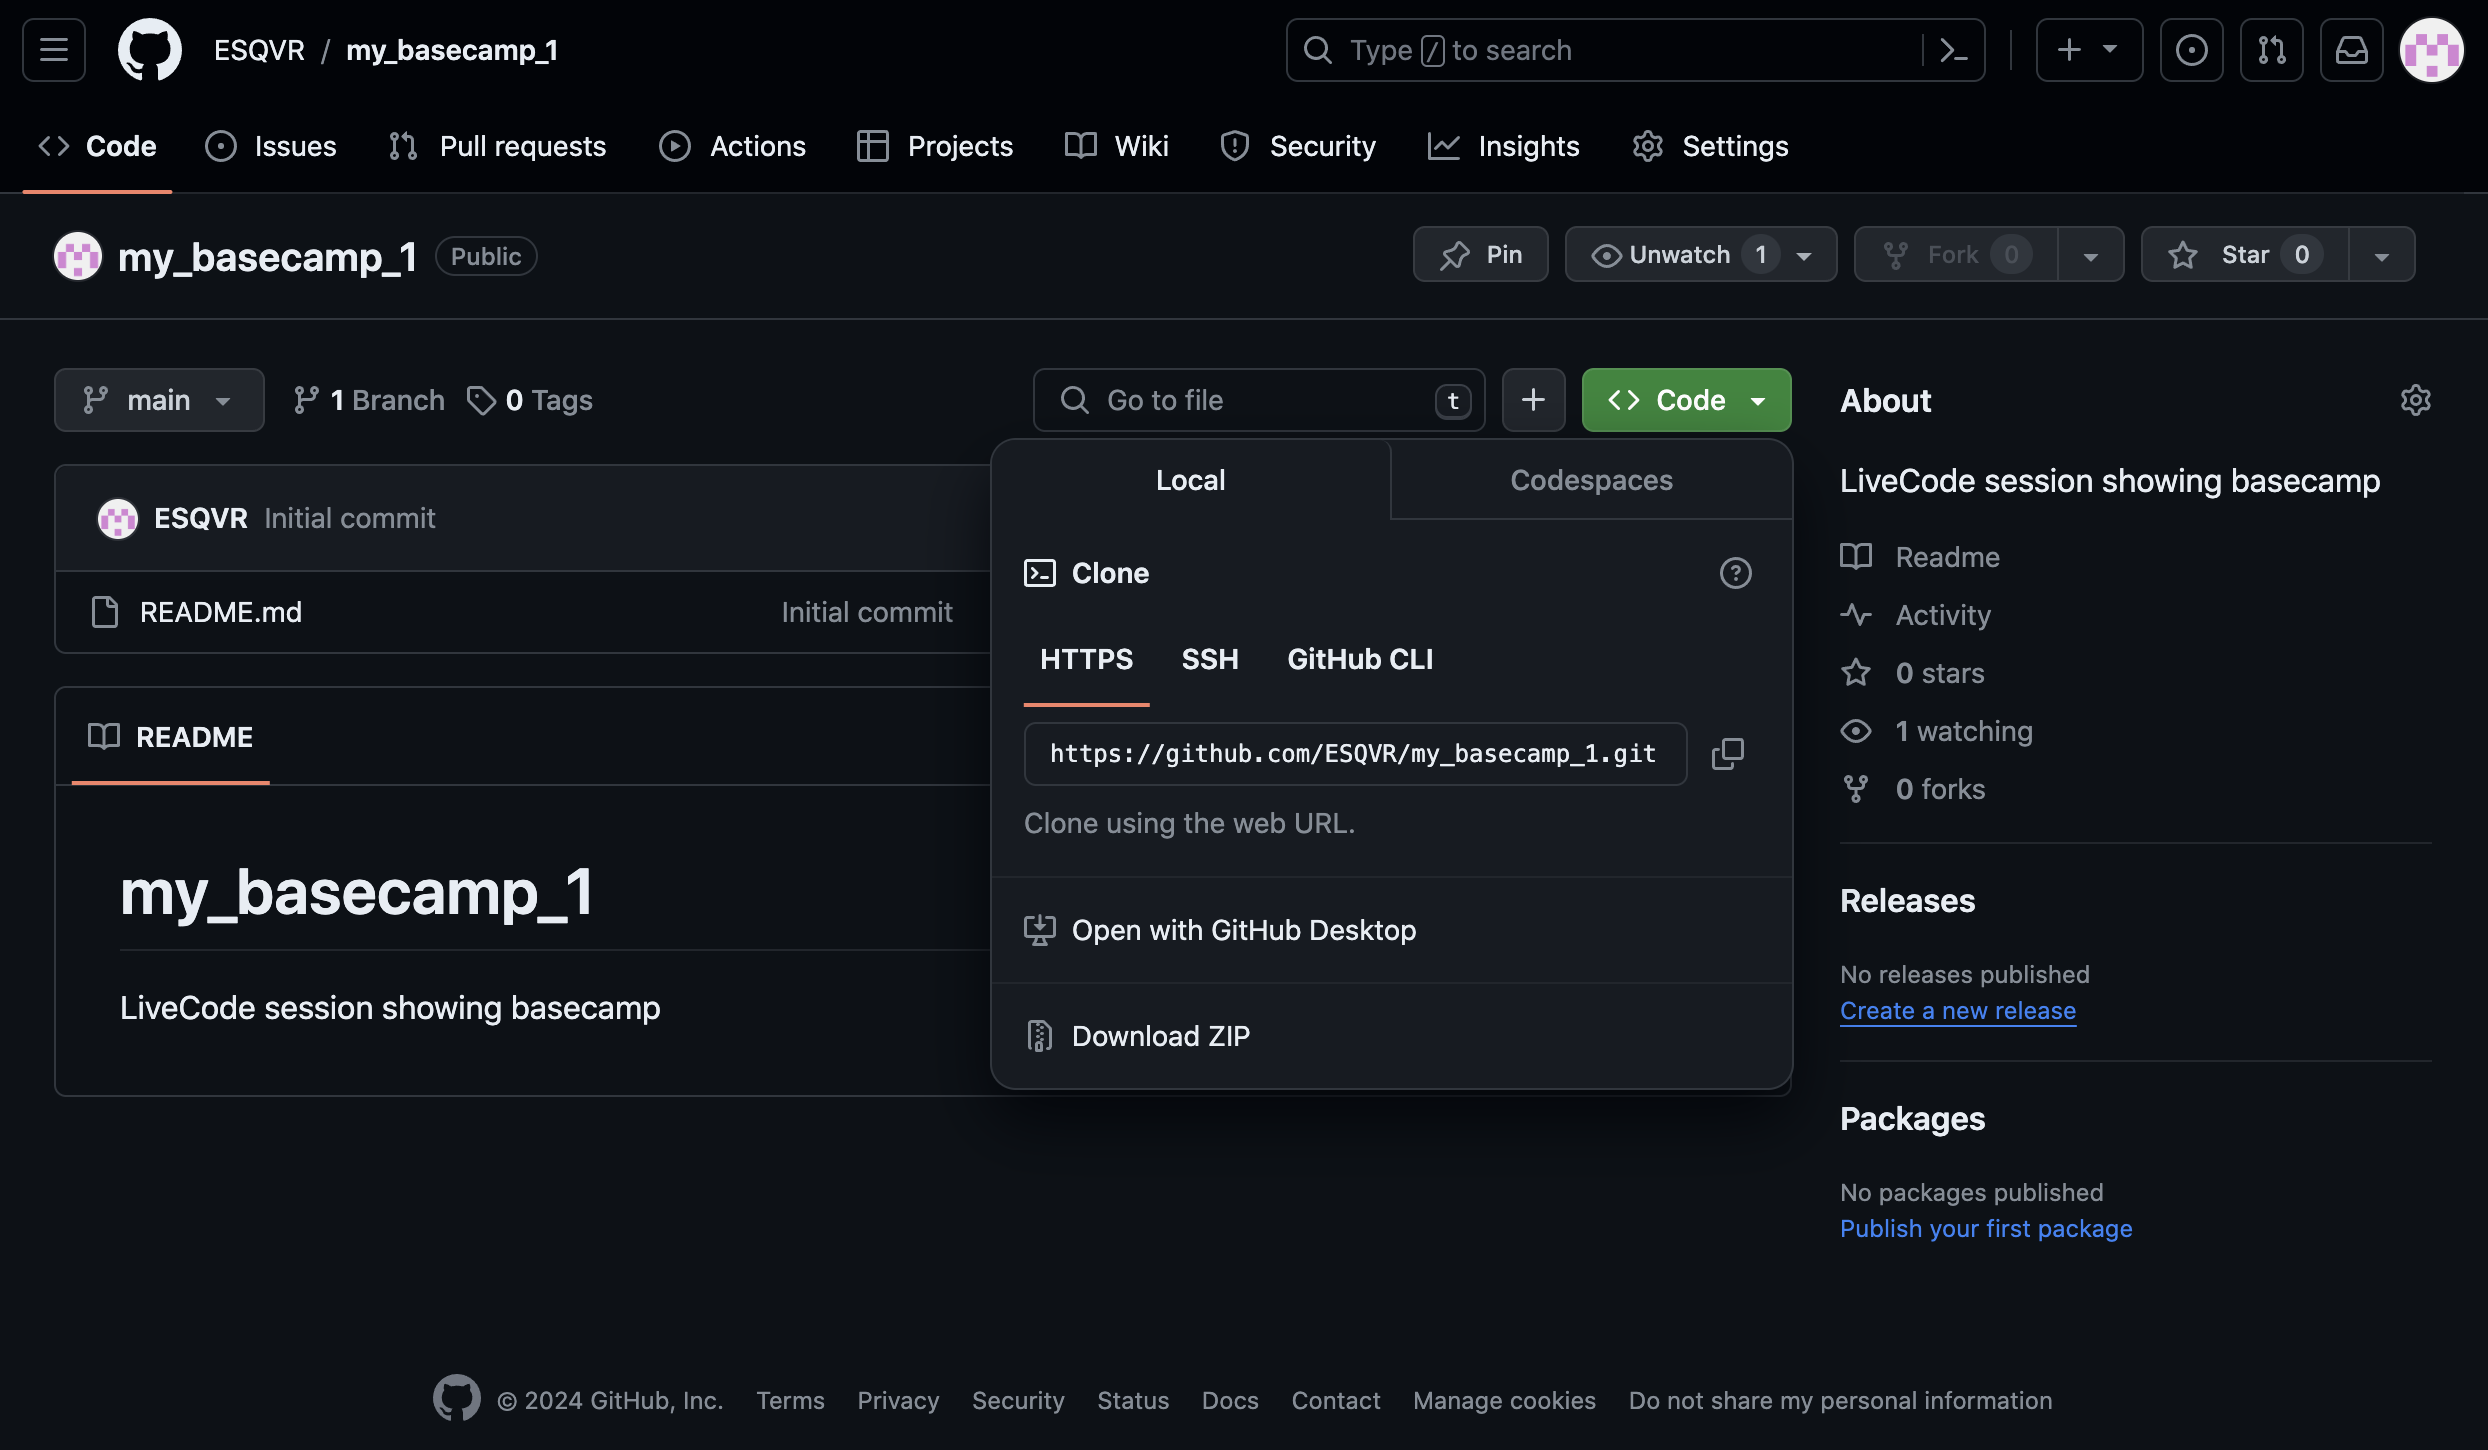 ESQVR / my_basecamp_1
Type / to search
Code Issues Pull requests Actions Projects Wiki Security Insights Settings
my_basecamp_1 Public
Pin Unwatch 1 Fork 0 Star 0
main 1 Branch 0 Tags
Go to file t
Code
ESQVR Initial commit
README.md Initial commit
README
my_basecamp_1
LiveCode session showing basecamp
Local Codespaces
Clone
HTTPS SSH GitHub CLI
https://github.com/ESQVR/my_basecamp_1.git
Clone using the web URL.
Open with GitHub Desktop
Download ZIP
About
LiveCode session showing basecamp
Readme
Activity
0 stars
1 watching
0 forks
Releases
No releases published
Create a new release
Packages
No packages published
Publish your first package
© 2024 GitHub, Inc. Terms Privacy Security Status Docs Contact Manage cookies Do not share my personal information